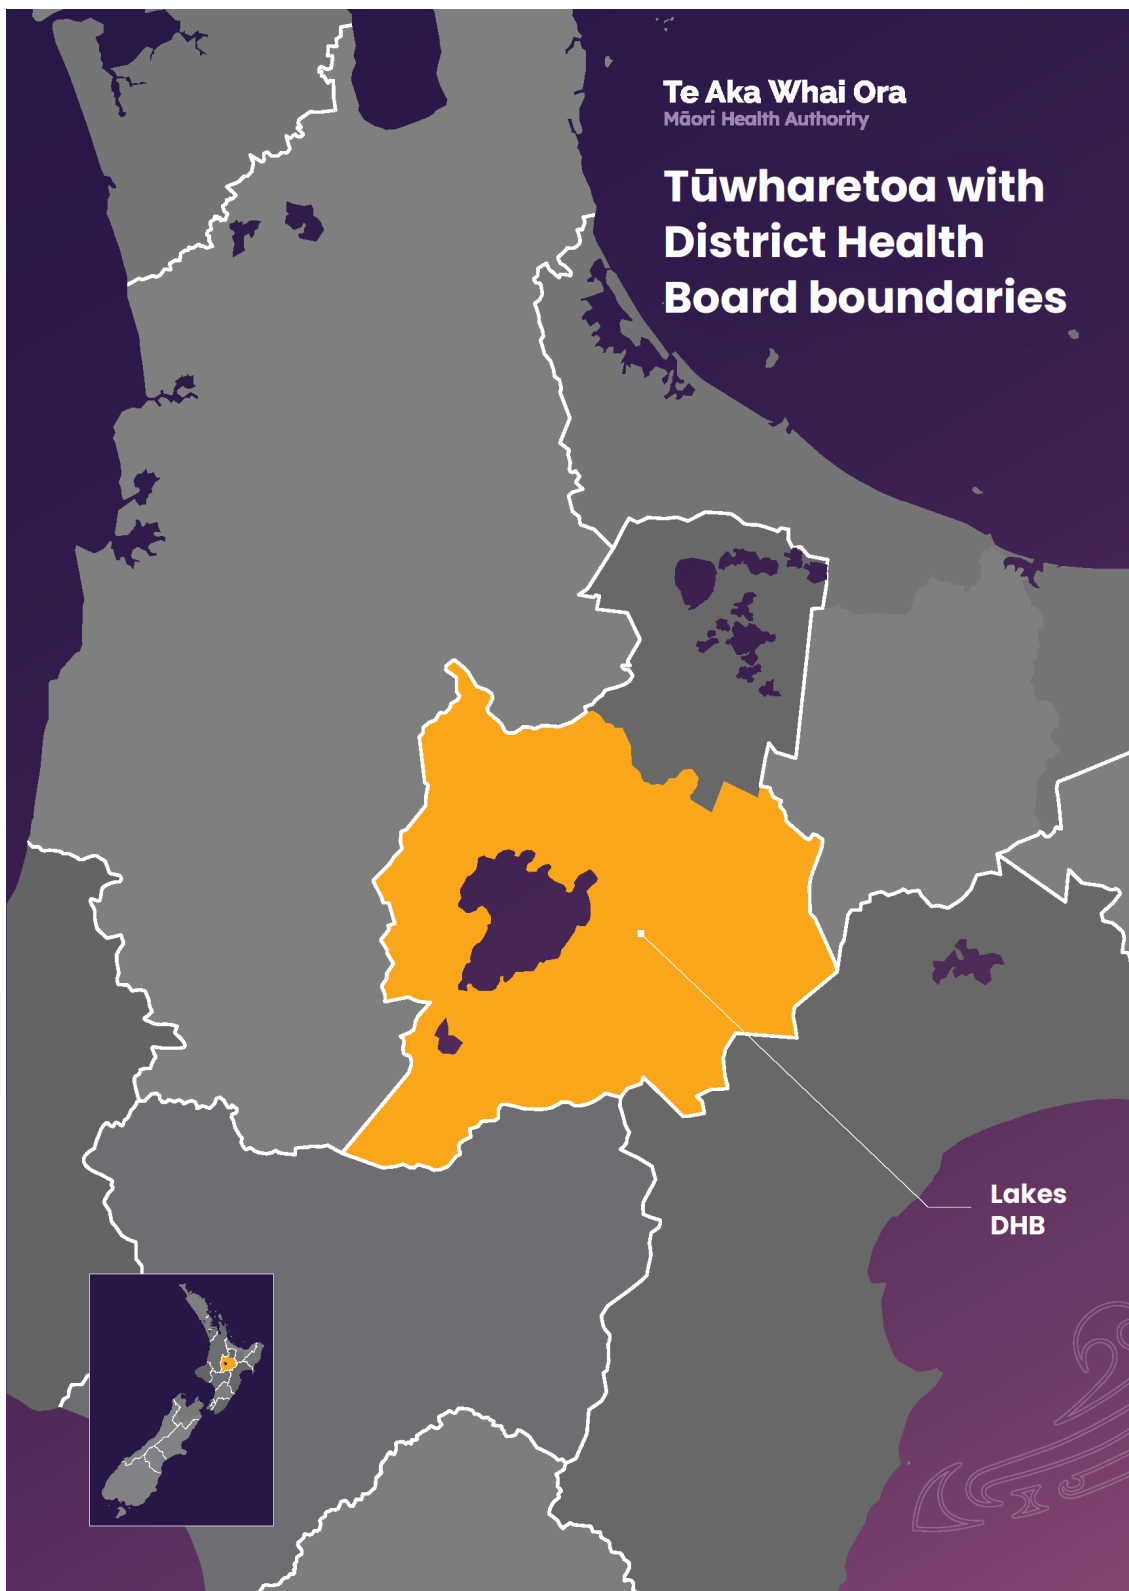 Te Aka Whai Ora
Māori Health Authority
Tūwharetoa with
District Health
Board boundaries
Lakes
DHB